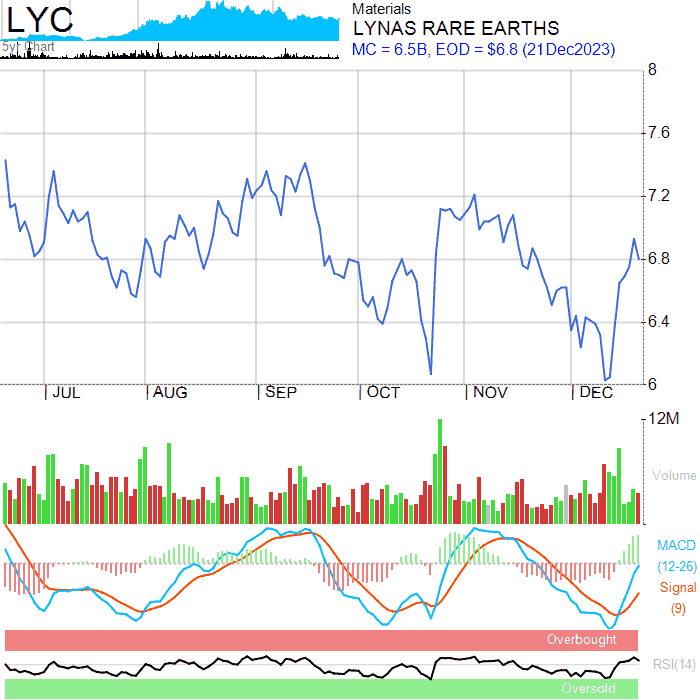 LYC
5yr Chart
Materials
LYNAS RARE EARTHS
MC = 6.5B, EOD = $6.8 (21Dec2023)
8
7.6
7.2
6.8
6.4
6
JUL AUG SEP OCT NOV DEC
12M
Volume
MACD
(12-26)
Signal
(9)
Overbought
RSI(14)
Oversold